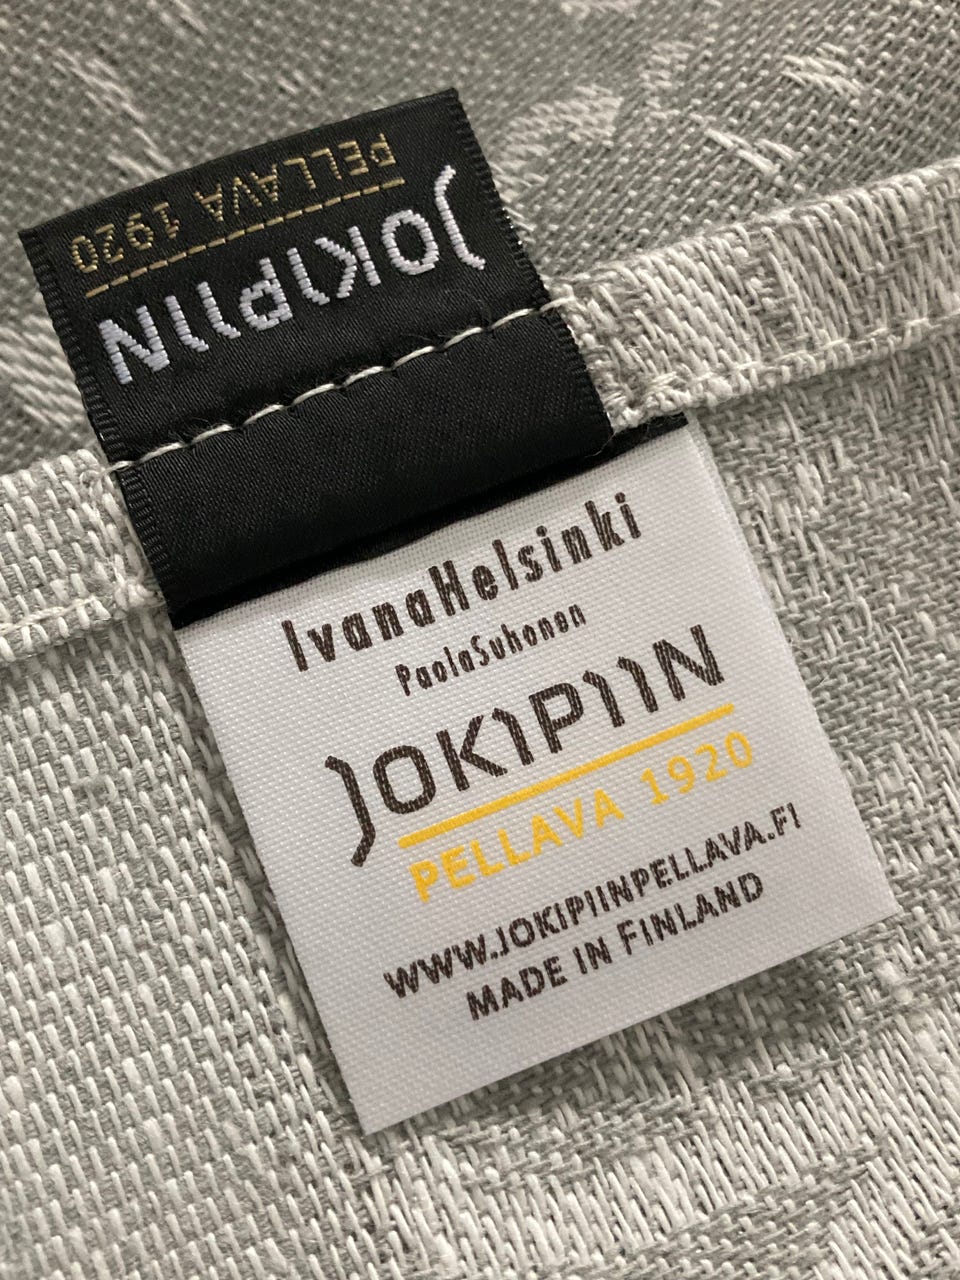 PELLAVA 1920
JOKIPIIN
IvanaHelsinki
PaolaSuhonen
JOKIPIIN
PELLAVA 1920
WWW.JOKIPIINPELLAVA.FI
MADE IN FINLAND